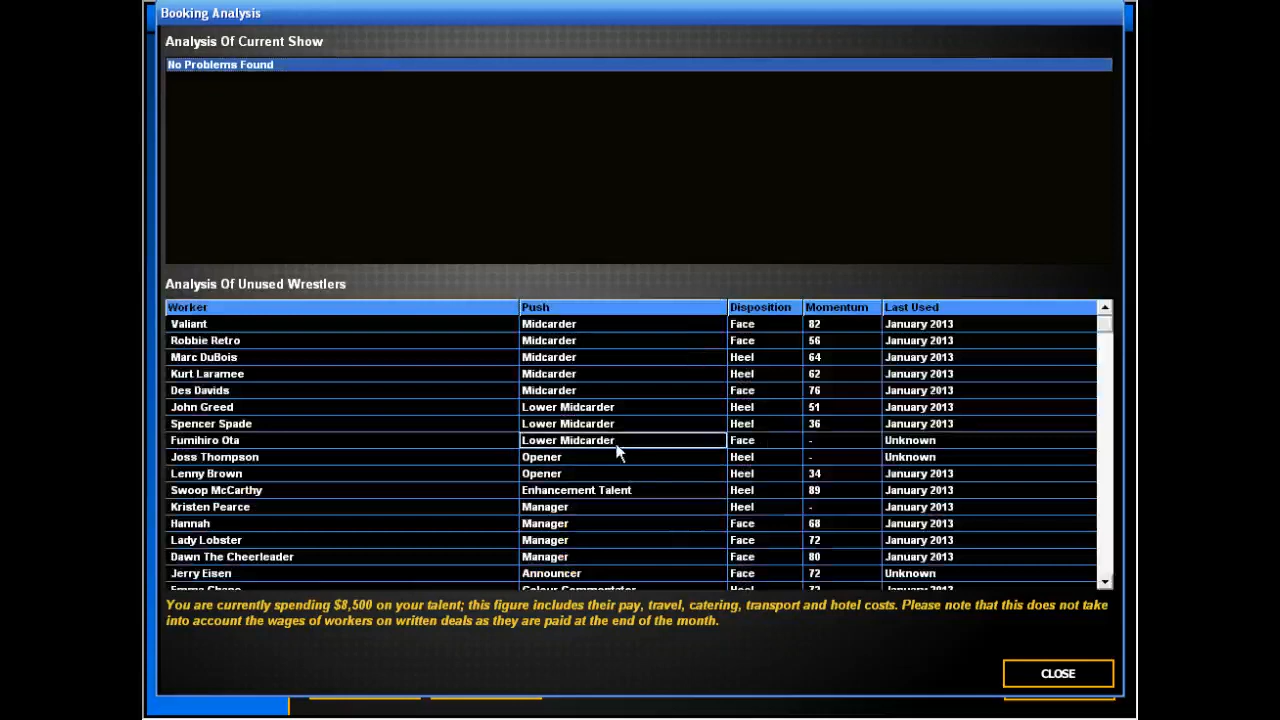 Booking Analysis
Analysis Of Current Show
No Problems Found
Analysis Of Unused Wrestlers
Worker Push Disposition Momentum Last Used
Valiant Midcarder Face 82 January 2013
Robbie Retro Midcarder Face 56 January 2013
Marc DuBois Midcarder Heel 64 January 2013
Kurt Laramee Midcarder Heel 62 January 2013
Des Davids Midcarder Face 76 January 2013
John Greed Lower Midcarder Heel 51 January 2013
Spencer Spade Lower Midcarder Heel 36 January 2013
Fumihiro Ota Lower Midcarder Face - Unknown
Joss Thompson Opener Heel - Unknown
Lenny Brown Opener Heel 34 January 2013
Swoop McCarthy Enhancement Talent Heel 89 January 2013
Kristen Pearce Manager Heel - January 2013
Hannah Manager Face 68 January 2013
Lady Lobster Manager Face 72 January 2013
Dawn The Cheerleader Manager Face 80 January 2013
Jerry Eisen Announcer Face 72 Unknown
Emma Chase Colour Commentator Heel 72 January 2013
You are currently spending $8,500 on your talent; this figure includes their pay, travel, catering, transport and hotel costs. Please note that this does not take
into account the wages of workers on written deals as they are paid at the end of the month.
CLOSE